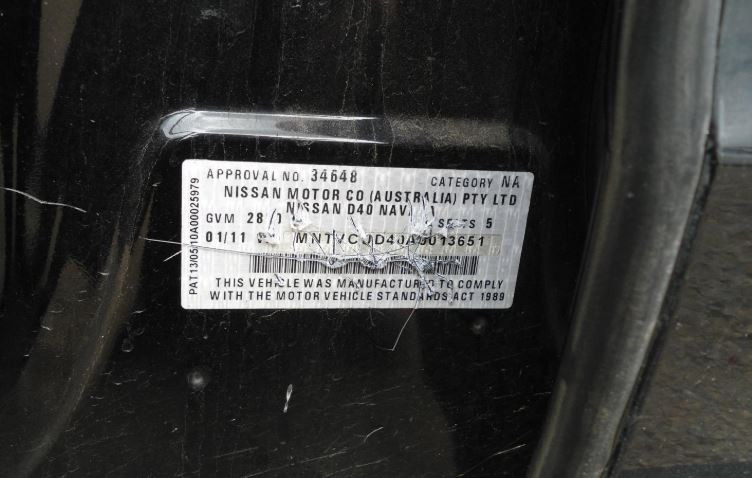 APPROVAL NO. 34648 CATEGORY NA
NISSAN MOTOR CO (AUSTRALIA) PTY LTD
NISSAN D40
GVM SEATS 5
01/11
THIS VEHICLE WAS MANUFACTURED TO COMPLY
WITH THE MOTOR VEHICLE STANDARDS ACT 1989
PAT13/05/10A00025979